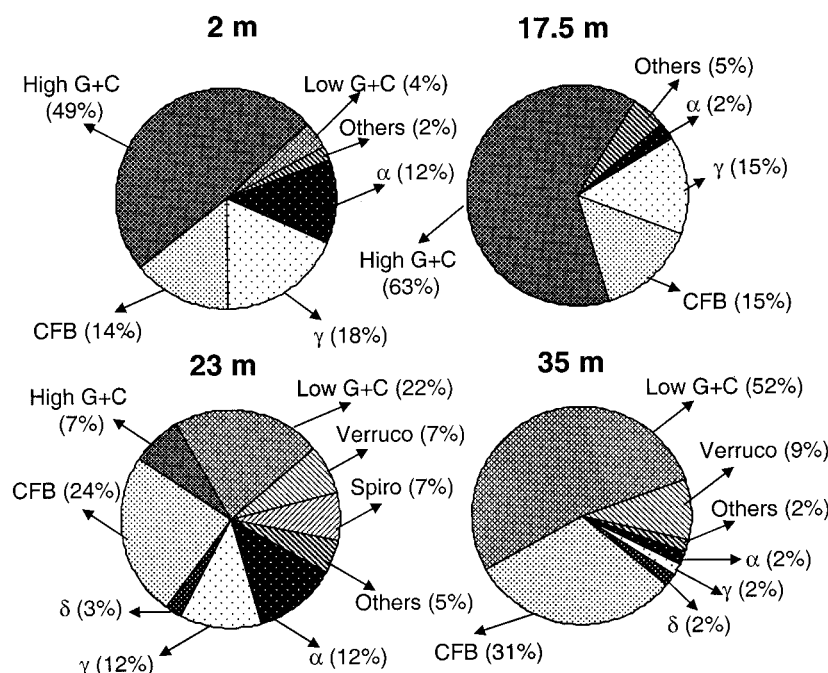 2 m
High G+C
(49%)
Low G+C (4%)
Others (2%)
α (12%)
γ (18%)
CFB (14%)
17.5 m
Others (5%)
α (2%)
γ (15%)
CFB (15%)
High G+C
(63%)
23 m
High G+C
(7%)
Low G+C (22%)
Verruco (7%)
Spiro (7%)
Others (5%)
α (12%)
γ (12%)
δ (3%)
CFB (24%)
35 m
Low G+C (52%)
Verruco (9%)
Others (2%)
α (2%)
γ (2%)
δ (2%)
CFB (31%)